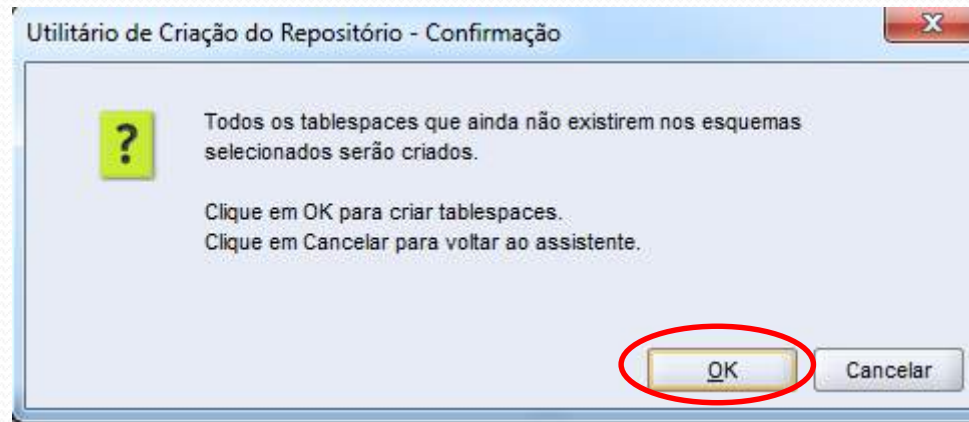 Utilitário de Criação do Repositório - Confirmação
Todos os tablespaces que ainda não existirem nos esquemas
selecionados serão criados.
Clique em OK para criar tablespaces.
Clique em Cancelar para voltar ao assistente.
OK Cancelar